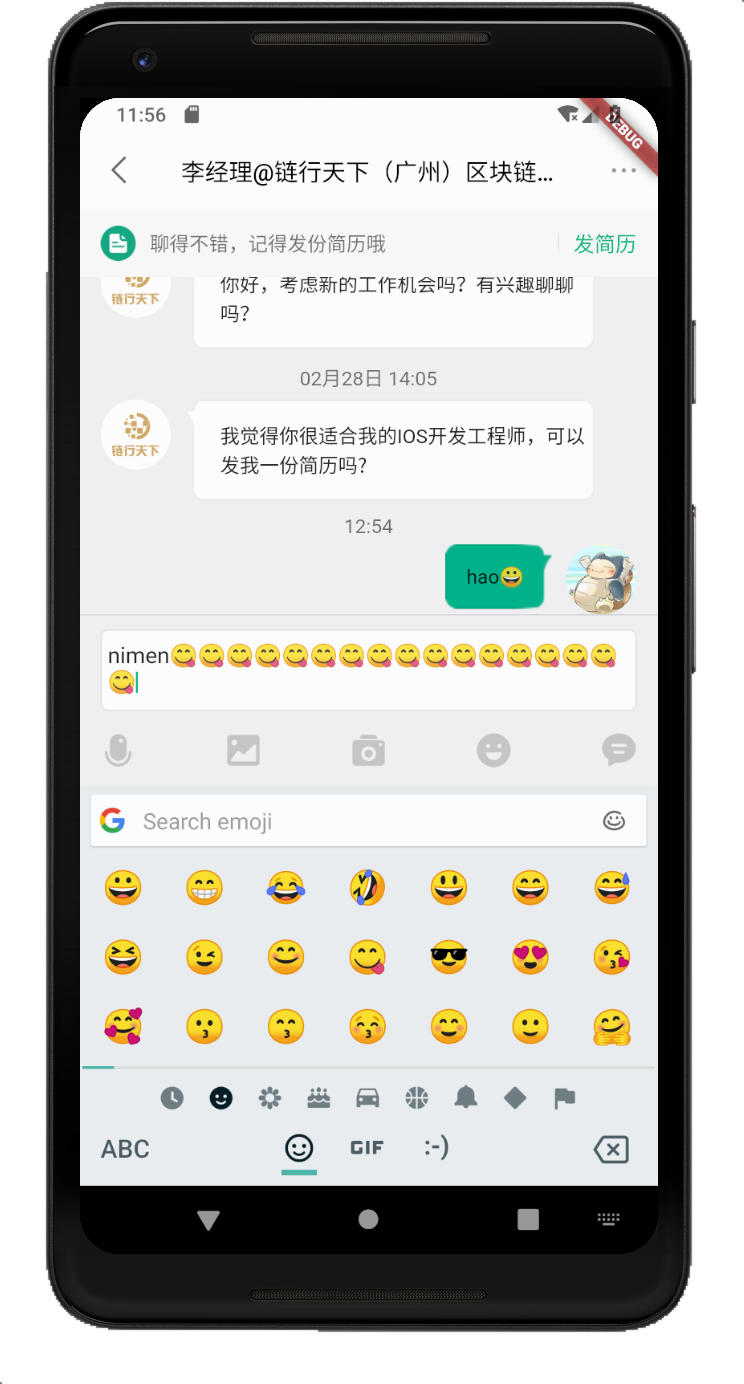 11:56
DEBUG
李经理@链行天下（广州）区块链...
聊得不错，记得发份简历哦
发简历
链行天下
你好，考虑新的工作机会吗？有兴趣聊聊
吗？
02月28日 14:05
链行天下
我觉得你很适合我的IOS开发工程师，可以
发我一份简历吗？
12:54
hao😀
nimen😋😋😋😋😋😋😋😋😋😋😋😋😋😋😋😋
😋
Search emoji
ABC
GIF
:-)